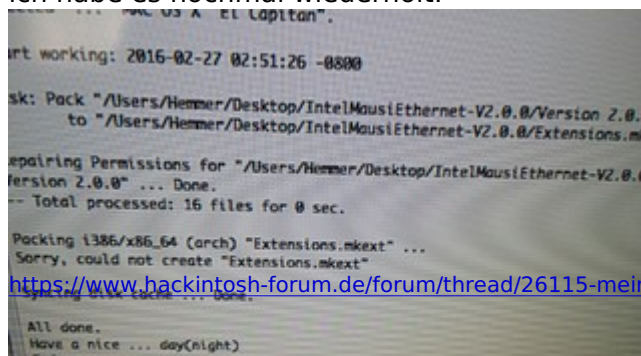 ich habe es nochmal wiederholt.
"MAC OS X "El Capitan".
rt working: 2016-02-27 02:51:26 -0800
sk: Pack "/Users/Hemmer/Desktop/IntelMausiEthernet-V2.0.0/Version 2.0.
to "/Users/Hemmer/Desktop/IntelMausiEthernet-V2.0.0/Extensions.m
epairing Permissions for "/Users/Hemmer/Desktop/IntelMausiEthernet-V2.0.
ersion 2.0.0" ... Done.
-- Total processed: 16 files for 0 sec.
Packing i386/x86_64 (arch) "Extensions.mkext" ...
Sorry, could not create "Extensions.mkext"
https://www.hackintosh-forum.de/forum/thread/26115-mein
Syncing disk cache ... Done.
All done.
Have a nice ... day(night)